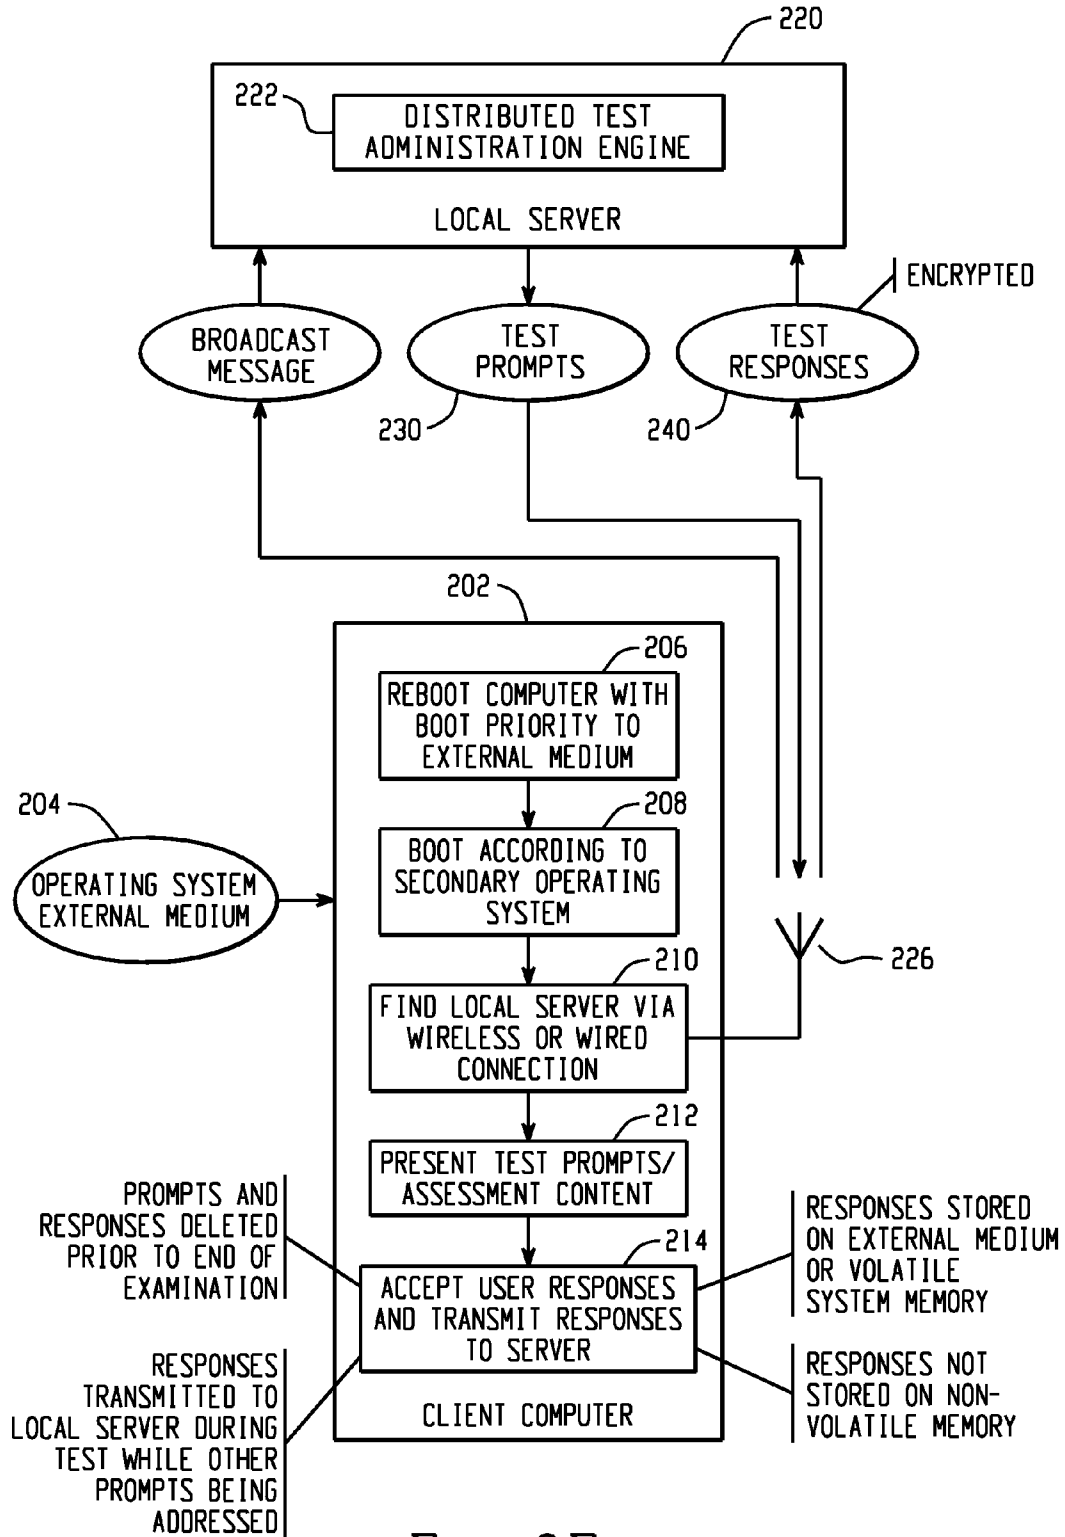 220
222
DISTRIBUTED TEST
ADMINISTRATION ENGINE
LOCAL SERVER
ENCRYPTED
BROADCAST
MESSAGE
TEST
PROMPTS
TEST
RESPONSES
230
240
202
206
REBOOT COMPUTER WITH
BOOT PRIORITY TO
EXTERNAL MEDIUM
204
208
OPERATING SYSTEM
EXTERNAL MEDIUM
BOOT ACCORDING TO
SECONDARY OPERATING
SYSTEM
226
210
FIND LOCAL SERVER VIA
WIRELESS OR WIRED
CONNECTION
212
PRESENT TEST PROMPTS/
ASSESSMENT CONTENT
PROMPTS AND
RESPONSES DELETED
PRIOR TO END OF
EXAMINATION
214
ACCEPT USER RESPONSES
AND TRANSMIT RESPONSES
TO SERVER
RESPONSES STORED
ON EXTERNAL MEDIUM
OR VOLATILE
SYSTEM MEMORY
RESPONSES
TRANSMITTED TO
LOCAL SERVER DURING
TEST WHILE OTHER
PROMPTS BEING
ADDRESSED
CLIENT COMPUTER
RESPONSES NOT
STORED ON NON-
VOLATILE MEMORY